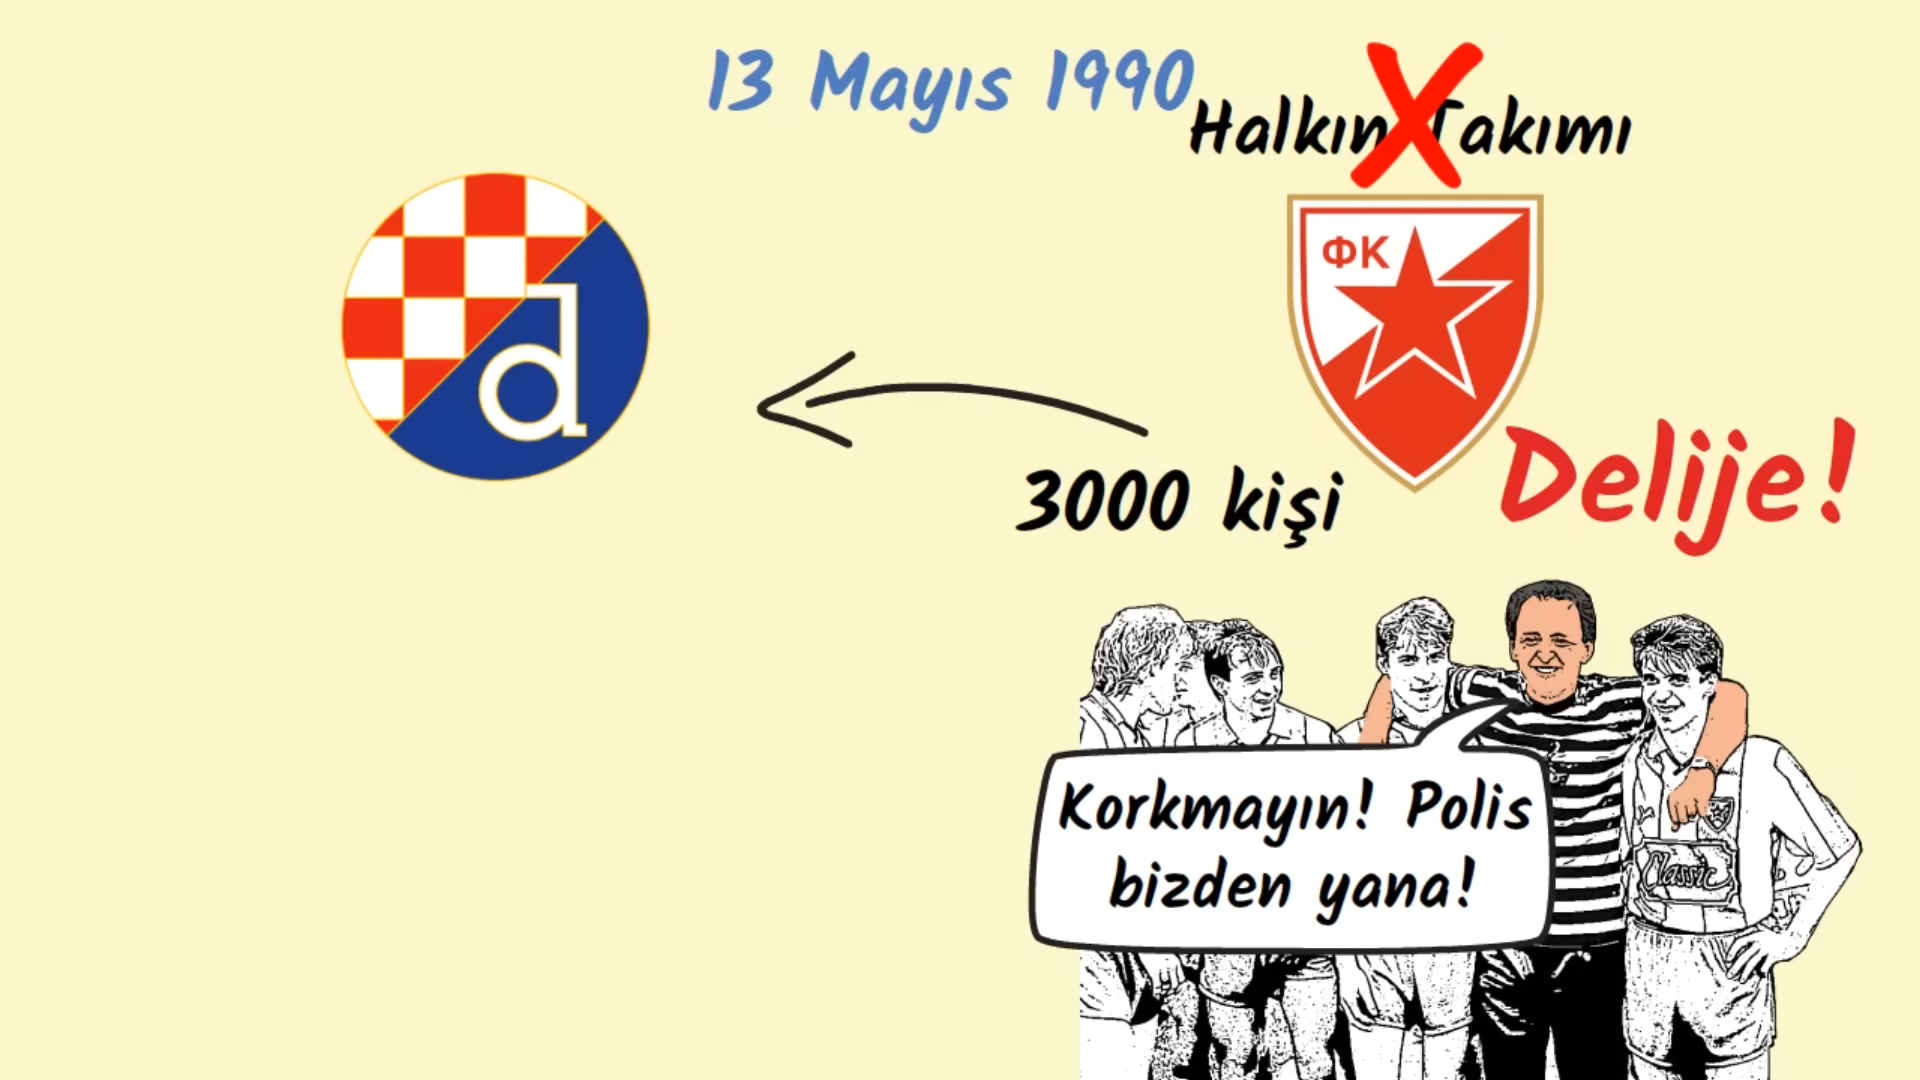 13 Mayıs 1990
Halkın Takımı
ФК
d
3000 kişi
Delije!
Korkmayın! Polis
bizden yana!
Classic